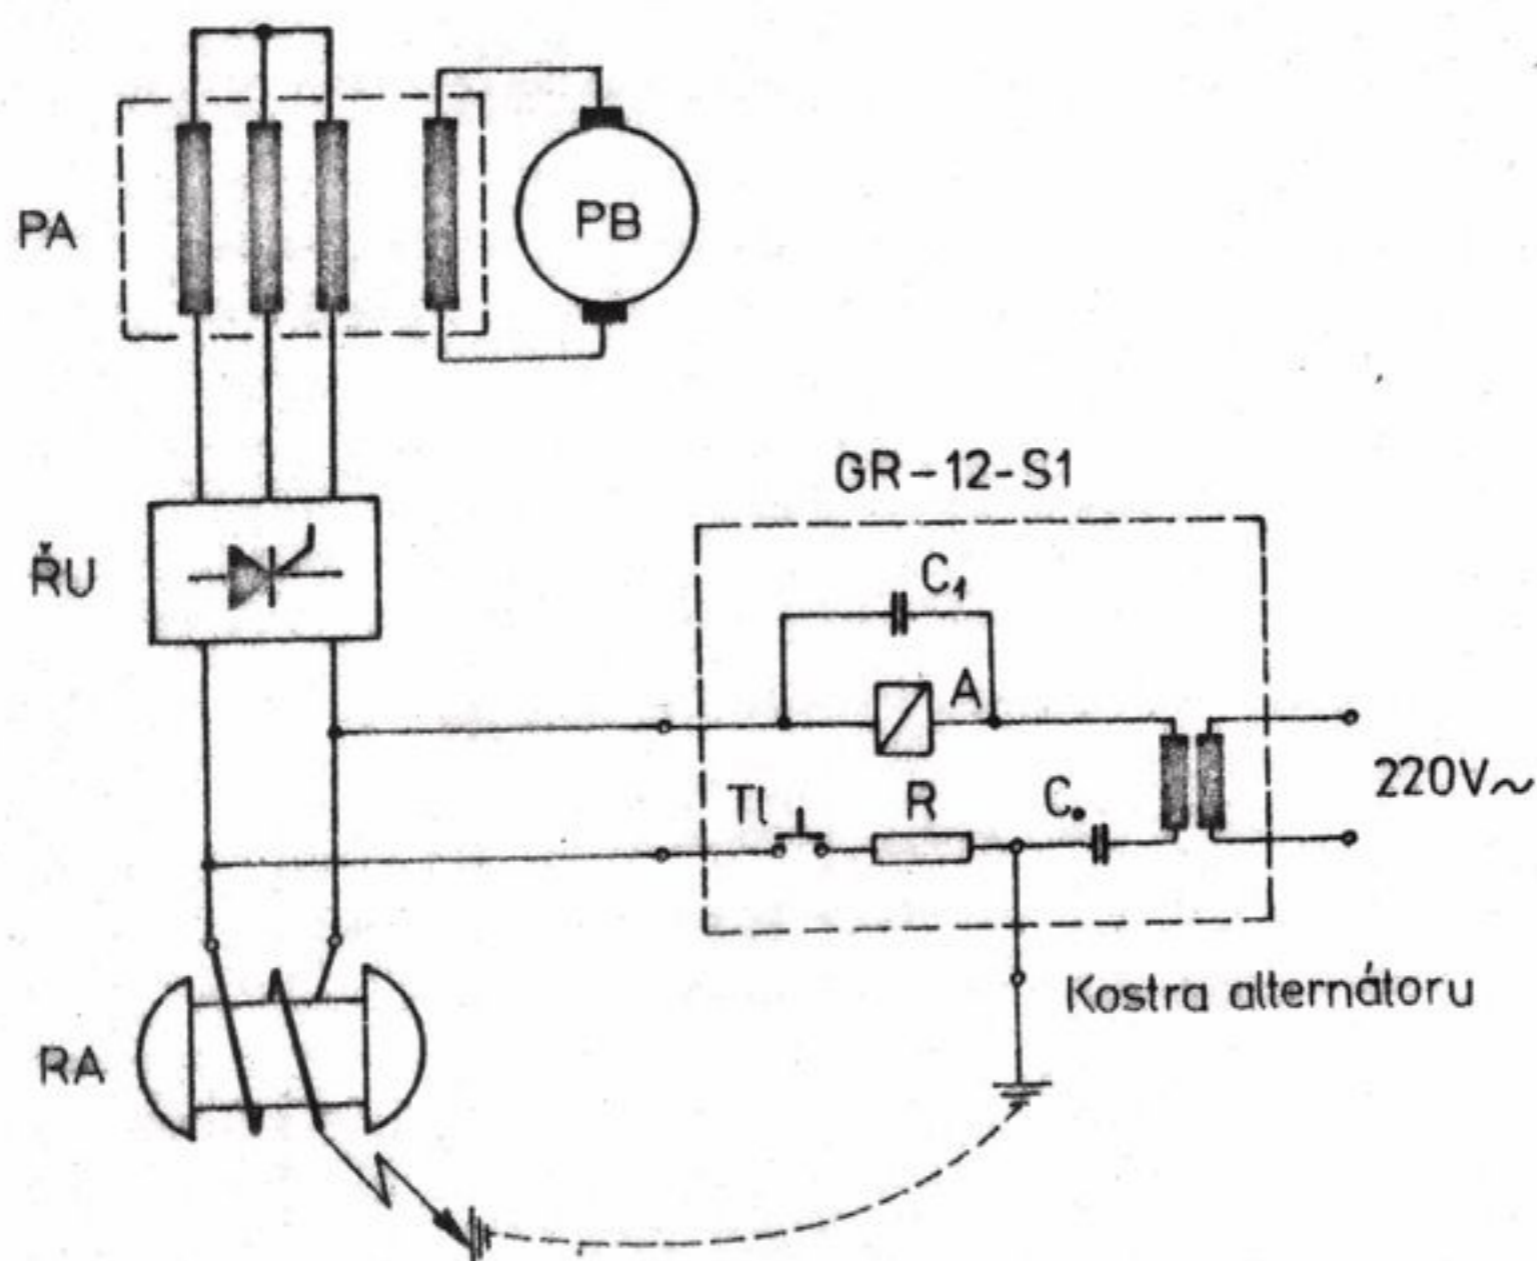 PA
PB
GR-12-S1
ŘU
C₁
A
220V~
Tl
R
C₀
Kostra alternátoru
RA